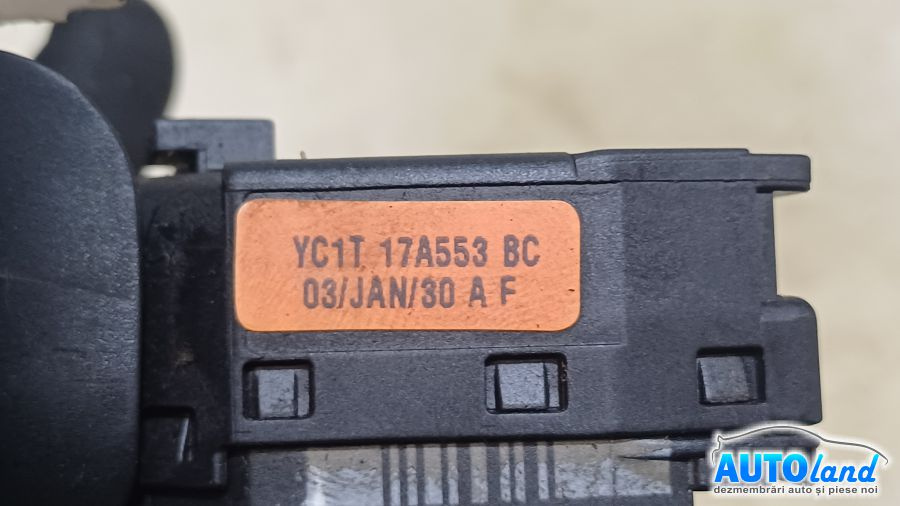 YC1T 17A553 BC
03/JAN/30 A F
AUTOland
dezmembrări auto și piese noi